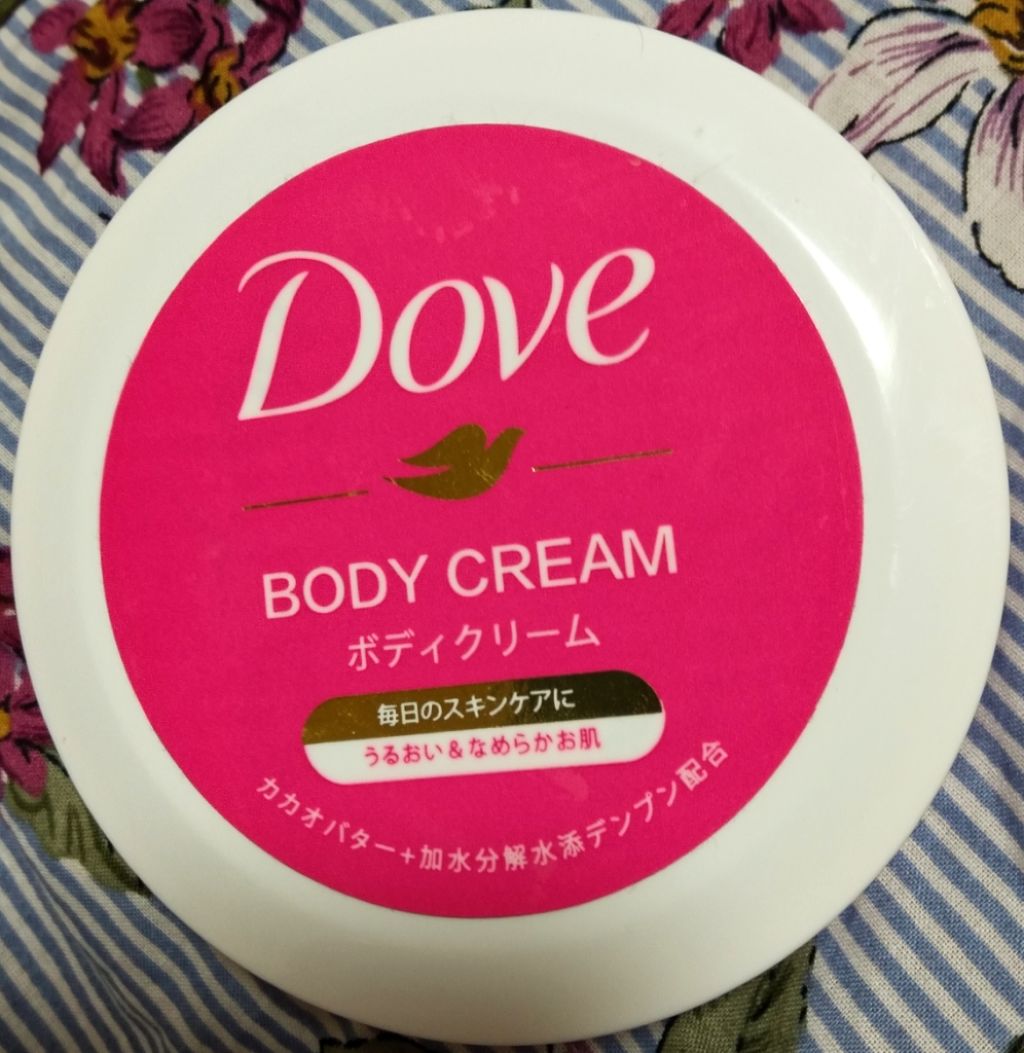 Dove
BODY CREAM
ボディクリーム
毎日のスキンケアに
うるおい&なめらかお肌
カカオバター+加水分解水添デンプン配合